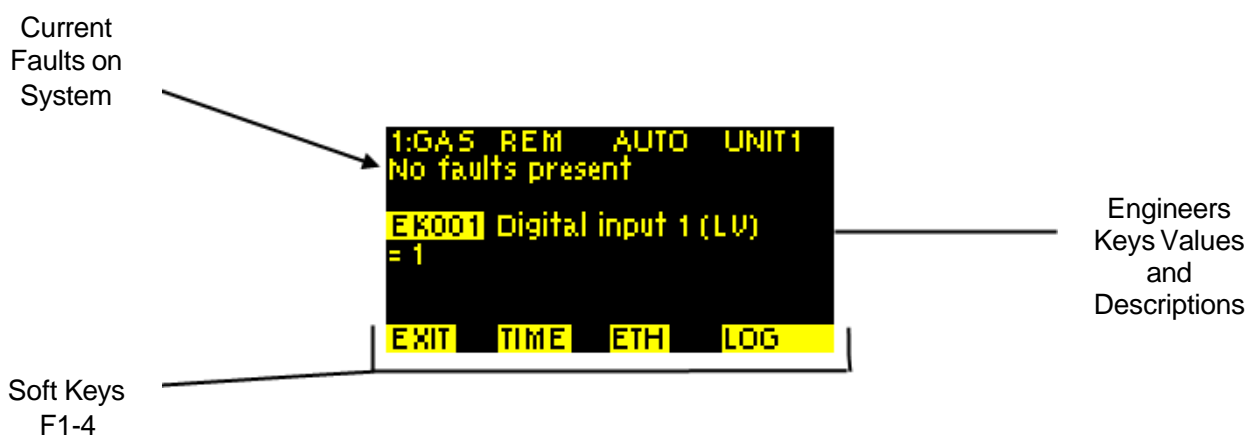 Current
Faults on
System
1:GAS REM AUTO UNIT1
No faults present
EK001 Digital input 1 (LV)
= 1
EXIT TIME ETH LOG
Engineers
Keys Values
and
Descriptions
Soft Keys
F1-4